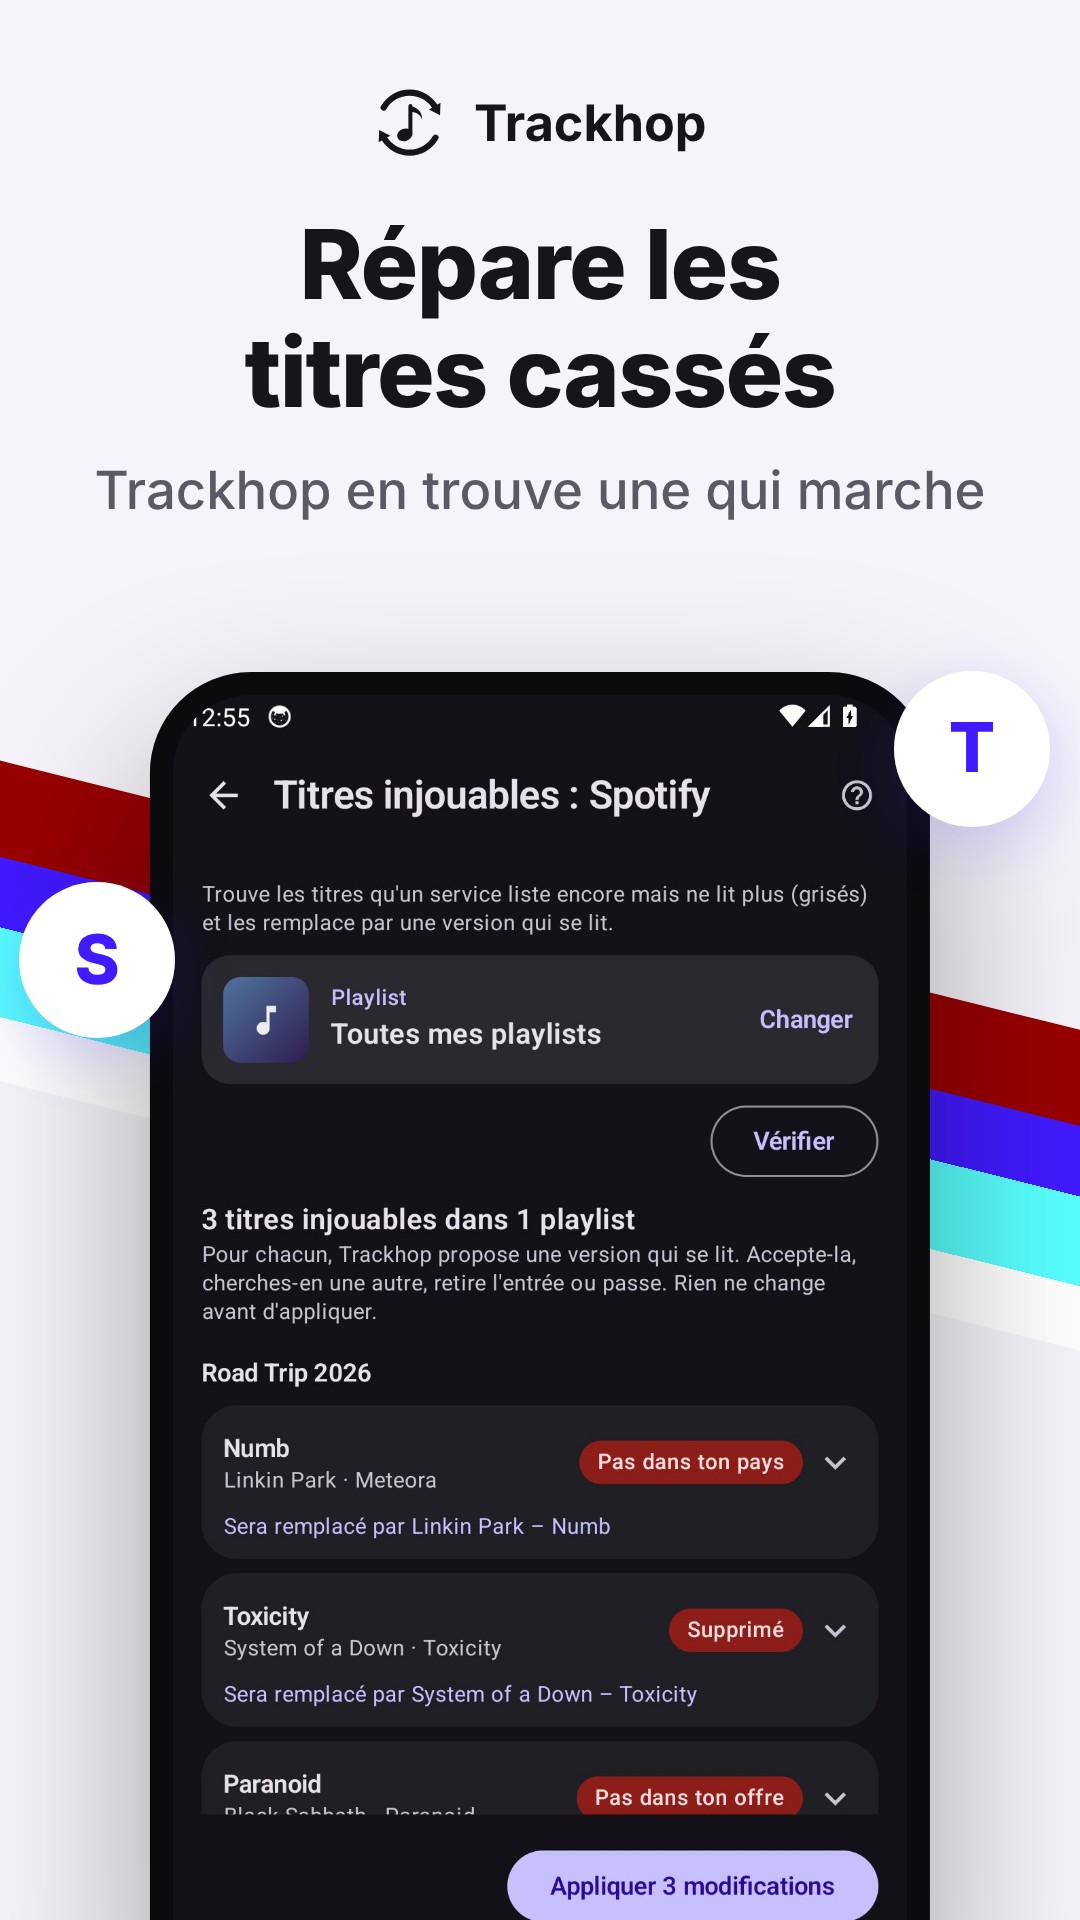 Trackhop
Répare les
titres cassés
Trackhop en trouve une qui marche
12:55
T
Titres injouables : Spotify
S
Trouve les titres qu'un service liste encore mais ne lit plus (grisés)
et les remplace par une version qui se lit.
Playlist
Toutes mes playlists
Changer
Vérifier
3 titres injouables dans 1 playlist
Pour chacun, Trackhop propose une version qui se lit. Accepte-la,
cherches-en une autre, retire l'entrée ou passe. Rien ne change
avant d'appliquer.
Road Trip 2026
Numb
Linkin Park · Meteora
Pas dans ton pays
Sera remplacé par Linkin Park – Numb
Toxicity
System of a Down · Toxicity
Supprimé
Sera remplacé par System of a Down – Toxicity
Paranoid
Black Sabbath · Paranoid
Pas dans ton offre
Appliquer 3 modifications